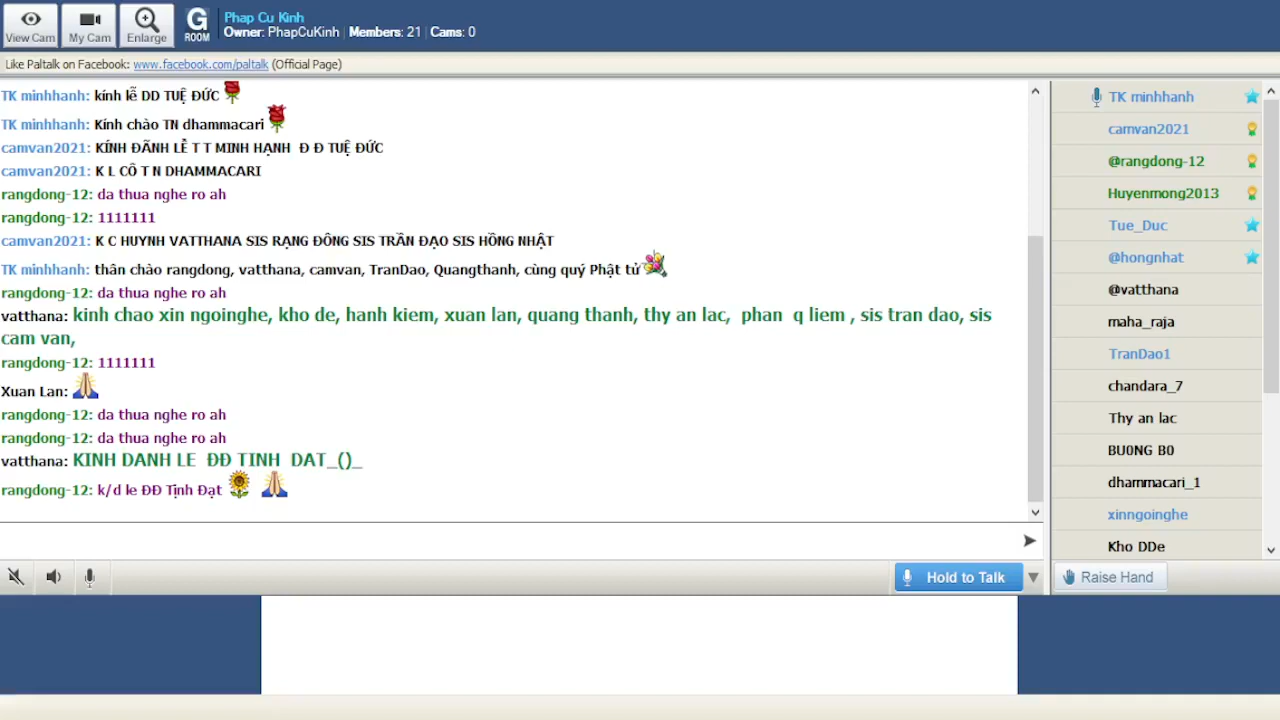 View Cam
My Cam
Enlarge
G
ROOM
Phap Cu Kinh
Owner: PhapCuKinh | Members: 21 | Cams: 0
Like Paltalk on Facebook: www.facebook.com/paltalk (Official Page)
TK minhhanh: kính lễ DD TUỆ ĐỨC
TK minhhanh: Kính chào TN dhammacari
camvan2021: KÍNH ĐÃNH LỄ T T MINH HẠNH Đ Đ TUỆ ĐỨC
camvan2021: K L CÔ T N DHAMMACARI
rangdong-12: da thua nghe ro ah
rangdong-12: 1111111
camvan2021: K C HUYNH VATTHANA SIS RẠNG ĐÔNG SIS TRẦN ĐẠO SIS HỒNG NHẬT
TK minhhanh: thân chào rangdong, vatthana, camvan, TranDao, Quangthanh, cùng quý Phật tử
rangdong-12: da thua nghe ro ah
vatthana: kinh chao xin ngoinghe, kho de, hanh kiem, xuan lan, quang thanh, thy an lac, phan q liem , sis tran dao, sis
cam van,
rangdong-12: 1111111
Xuan Lan:
rangdong-12: da thua nghe ro ah
rangdong-12: da thua nghe ro ah
vatthana: KINH DANH LE ĐĐ TINH DAT_()_
rangdong-12: k/d le ĐĐ Tịnh Đạt
Hold to Talk
TK minhhanh
camvan2021
@rangdong-12
Huyenmong2013
Tue_Duc
@hongnhat
@vatthana
maha_raja
TranDao1
chandara_7
Thy an lac
BU0NG B0
dhammacari_1
xinngoinghe
Kho DDe
Raise Hand